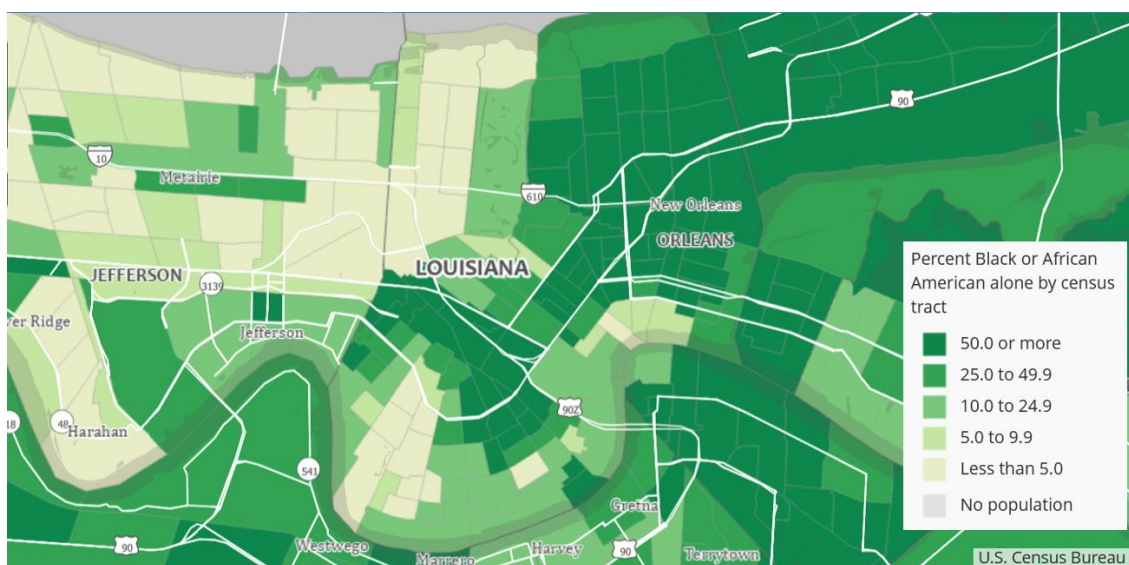 90
10
Metairie
610
New Orleans
ORLEANS
LOUISIANA
JEFFERSON
3139
ver Ridge
Jefferson
Percent Black or African
American alone by census
tract
50.0 or more
25.0 to 49.9
10.0 to 24.9
5.0 to 9.9
Less than 5.0
No population
90Z
18
48
Harahan
541
Gretna
90
Westwego
Marrero
Harvey
90
Terrytown
U.S. Census Bureau